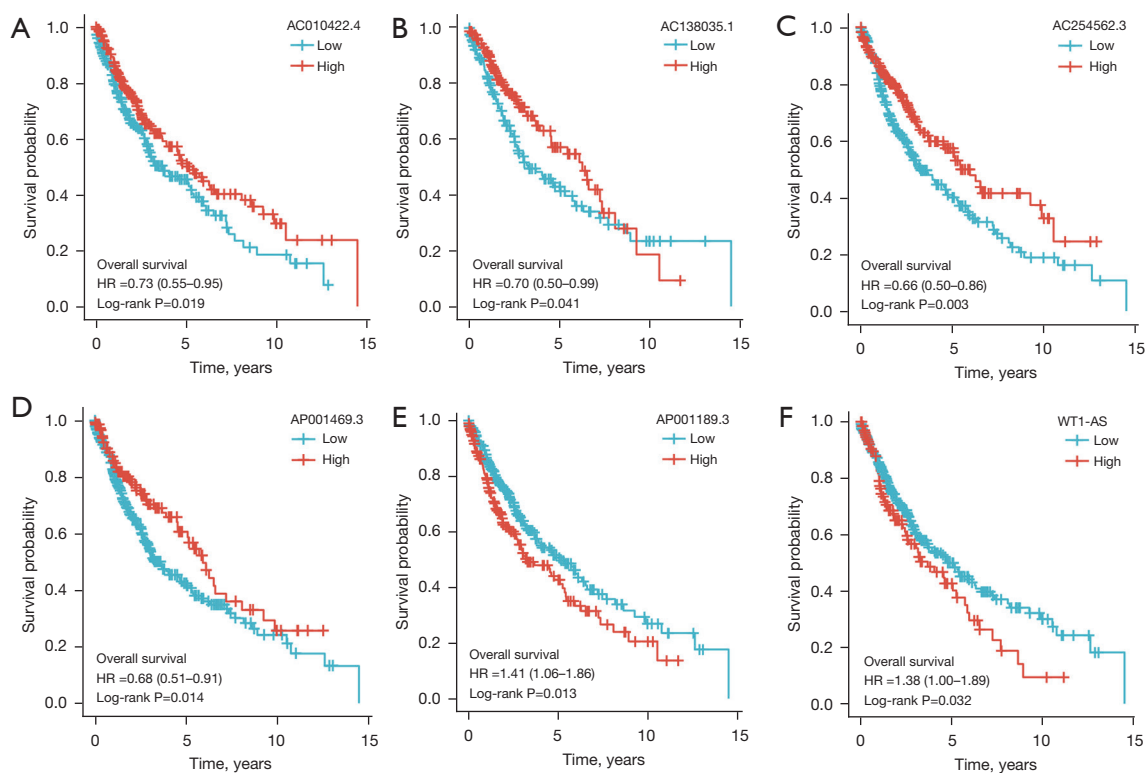 A
AC010422.4
Low
High
1.0
0.8
0.6
0.4
0.2
0.0
Survival probability
Overall survival
HR =0.73 (0.55–0.95)
Log-rank P=0.019
0 5 10 15
Time, years
B
AC138035.1
Low
High
1.0
0.8
0.6
0.4
0.2
0.0
Survival probability
Overall survival
HR =0.70 (0.50–0.99)
Log-rank P=0.041
0 5 10 15
Time, years
C
AC254562.3
Low
High
1.0
0.8
0.6
0.4
0.2
0.0
Survival probability
Overall survival
HR =0.66 (0.50–0.86)
Log-rank P=0.003
0 5 10 15
Time, years
D
AP001469.3
Low
High
1.0
0.8
0.6
0.4
0.2
0.0
Survival probability
Overall survival
HR =0.68 (0.51–0.91)
Log-rank P=0.014
0 5 10 15
Time, years
E
AP001189.3
Low
High
1.0
0.8
0.6
0.4
0.2
0.0
Survival probability
Overall survival
HR =1.41 (1.06–1.86)
Log-rank P=0.013
0 5 10 15
Time, years
F
WT1-AS
Low
High
1.0
0.8
0.6
0.4
0.2
0.0
Survival probability
Overall survival
HR =1.38 (1.00–1.89)
Log-rank P=0.032
0 5 10 15
Time, years